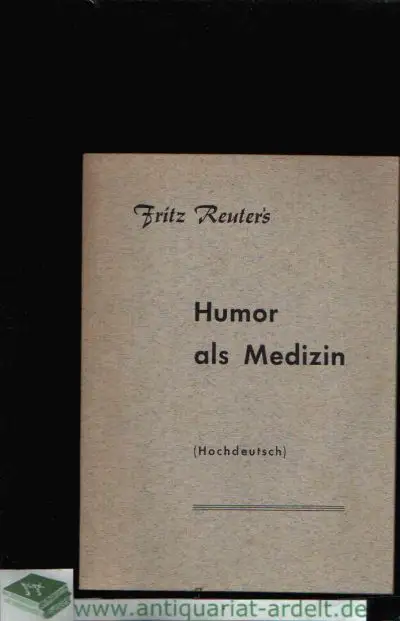 Fritz Reuter's
Humor
als Medizin
(Hochdeutsch)
www.antiquariat-ardelt.de